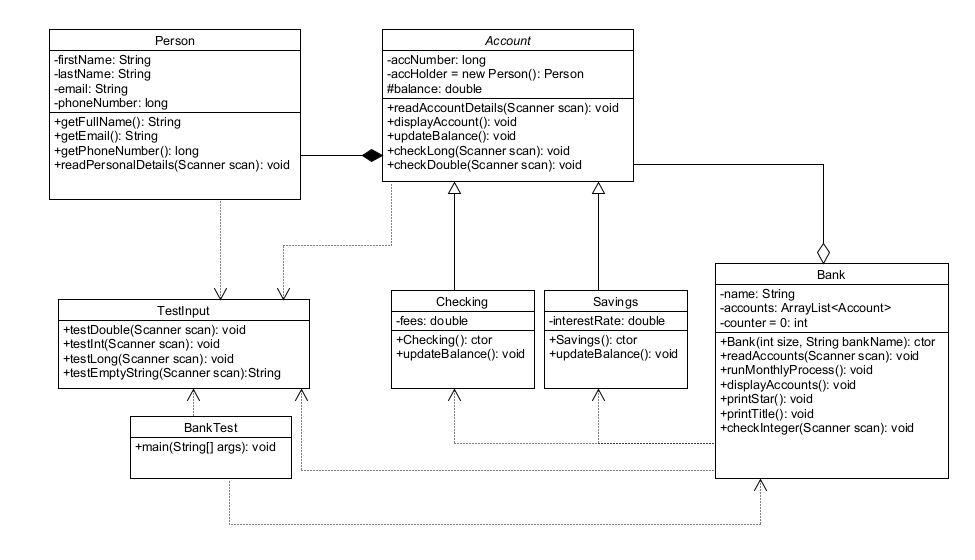 Person
-firstName: String
-lastName: String
-email: String
-phoneNumber: long
+getFullName(): String
+getEmail(): String
+getPhoneNumber(): long
+readPersonalDetails(Scanner scan): void
Account
-accNumber: long
-accHolder = new Person(): Person
#balance: double
+readAccountDetails(Scanner scan): void
+displayAccount(): void
+updateBalance(): void
+checkLong(Scanner scan): void
+checkDouble(Scanner scan): void
TestInput
+testDouble(Scanner scan): void
+testInt(Scanner scan): void
+testLong(Scanner scan): void
+testEmptyString(Scanner scan):String
Checking
-fees: double
+Checking(): ctor
+updateBalance(): void
Savings
-interestRate: double
+Savings(): ctor
+updateBalance(): void
Bank
-name: String
-accounts: ArrayList<Account>
-counter = 0: int
+Bank(int size, String bankName): ctor
+readAccounts(Scanner scan): void
+runMonthlyProcess(): void
+displayAccounts(): void
+printStar(): void
+printTitle(): void
+checkInteger(Scanner scan): void
BankTest
+main(String[] args): void